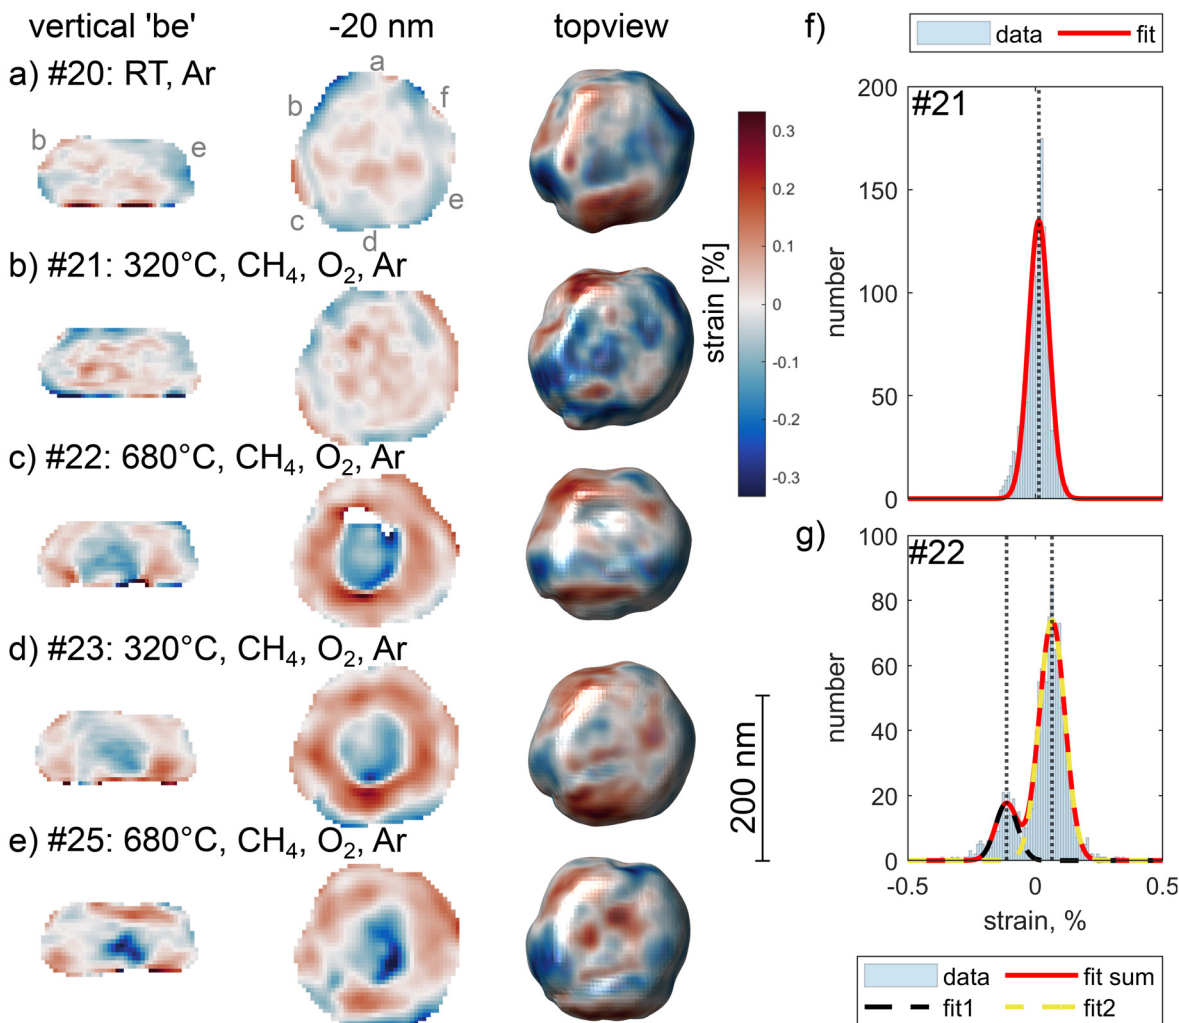 vertical 'be'
-20 nm
topview
a) #20: RT, Ar
b
e
a
b
f
c
e
d
b) #21: 320°C, CH₄, O₂, Ar
c) #22: 680°C, CH₄, O₂, Ar
d) #23: 320°C, CH₄, O₂, Ar
e) #25: 680°C, CH₄, O₂, Ar
strain [%]
0.3
0.2
0.1
0
-0.1
-0.2
-0.3
200 nm
f)
data
fit
#21
200
150
100
50
0
number
g)
#22
100
80
60
40
20
0
number
-0.5
0
0.5
strain, %
data
fit sum
fit1
fit2